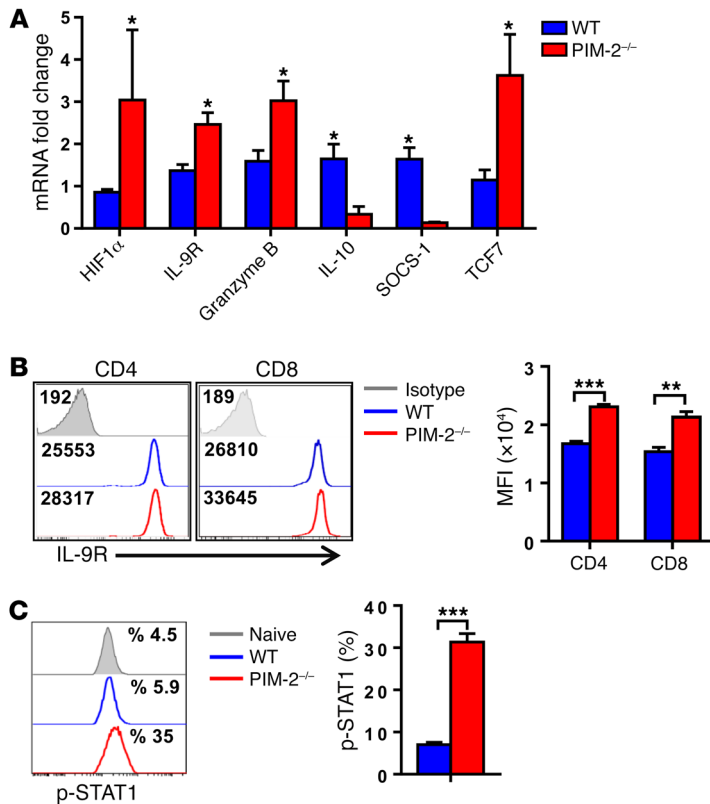 A
mRNA fold change
5
4
3
2
1
0
* * * * * *
WT
PIM-2⁻/⁻
HIF1α
IL-9R
Granzyme B
IL-10
SOCS-1
TCF7
B
CD4
CD8
192
25553
28317
189
26810
33645
IL-9R
Isotype
WT
PIM-2⁻/⁻
MFI (×10⁴)
3
2
1
0
***
**
CD4
CD8
C
% 4.5
% 5.9
% 35
p-STAT1
Naive
WT
PIM-2⁻/⁻
p-STAT1 (%)
40
30
20
10
0
***